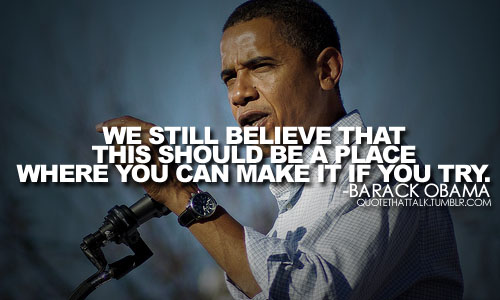 WE STILL BELIEVE THAT
THIS SHOULD BE A PLACE
WHERE YOU CAN MAKE IT IF YOU TRY.
-BARACK OBAMA
QUOTETHATTALK.TUMBLR.COM